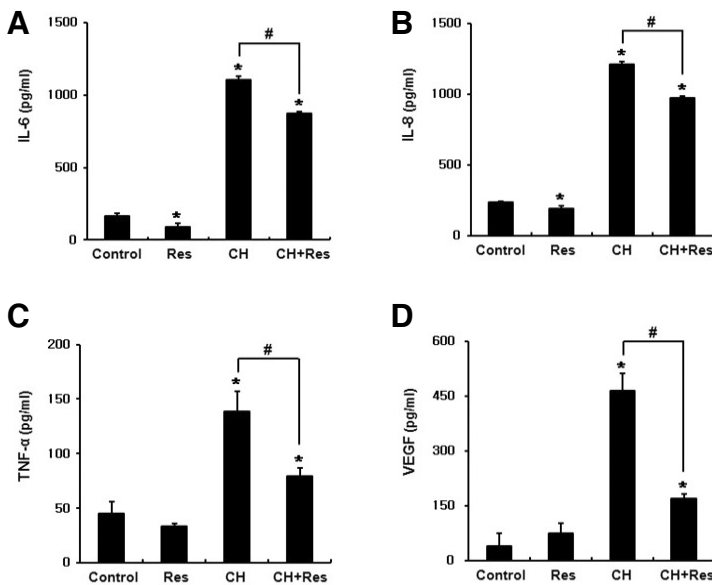 A
IL-6 (pg/ml)
1500
1000
500
0
#
*
*
*
Control Res CH CH+Res
B
IL-8 (pg/ml)
1500
1000
500
0
#
*
*
*
Control Res CH CH+Res
C
TNF-α (pg/ml)
200
150
100
50
0
#
*
*
Control Res CH CH+Res
D
VEGF (pg/ml)
600
450
300
150
0
#
*
*
Control Res CH CH+Res